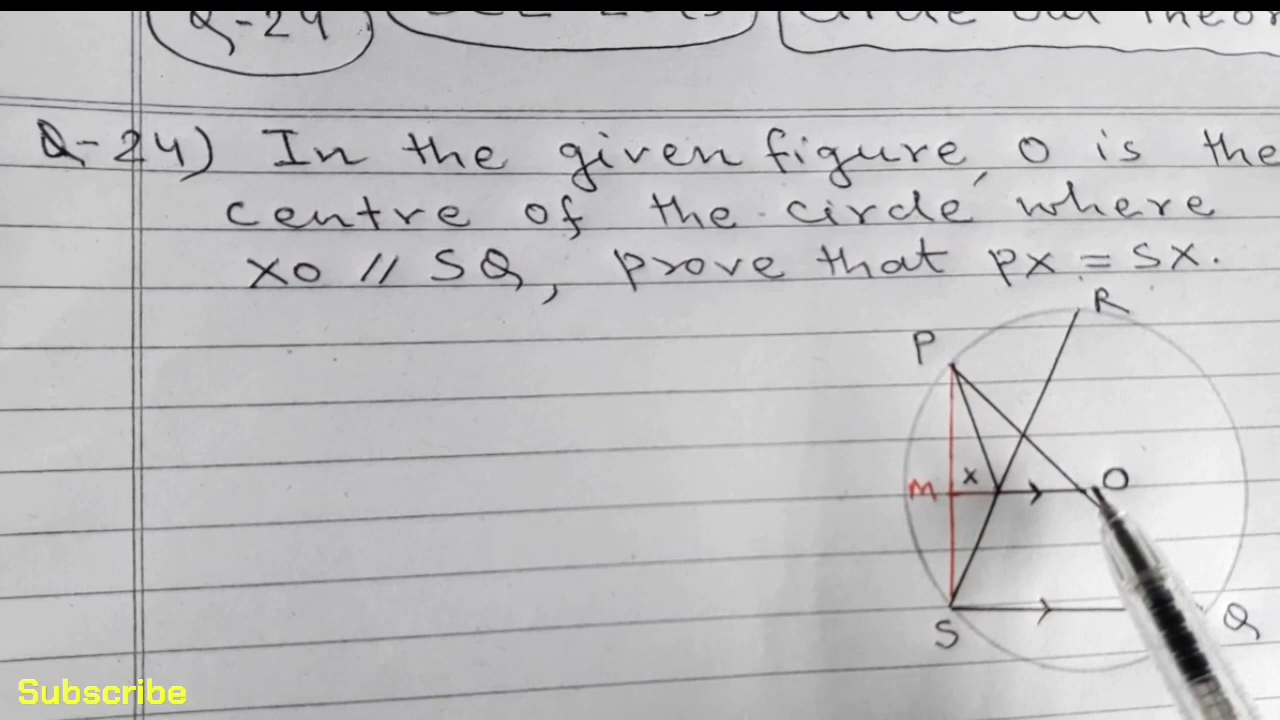 Q-24
Q-24) In the given figure, O is the
centre of the circle where
XO // SQ, prove that PX = SX.
R
P
M
X
O
S
Q
Subscribe